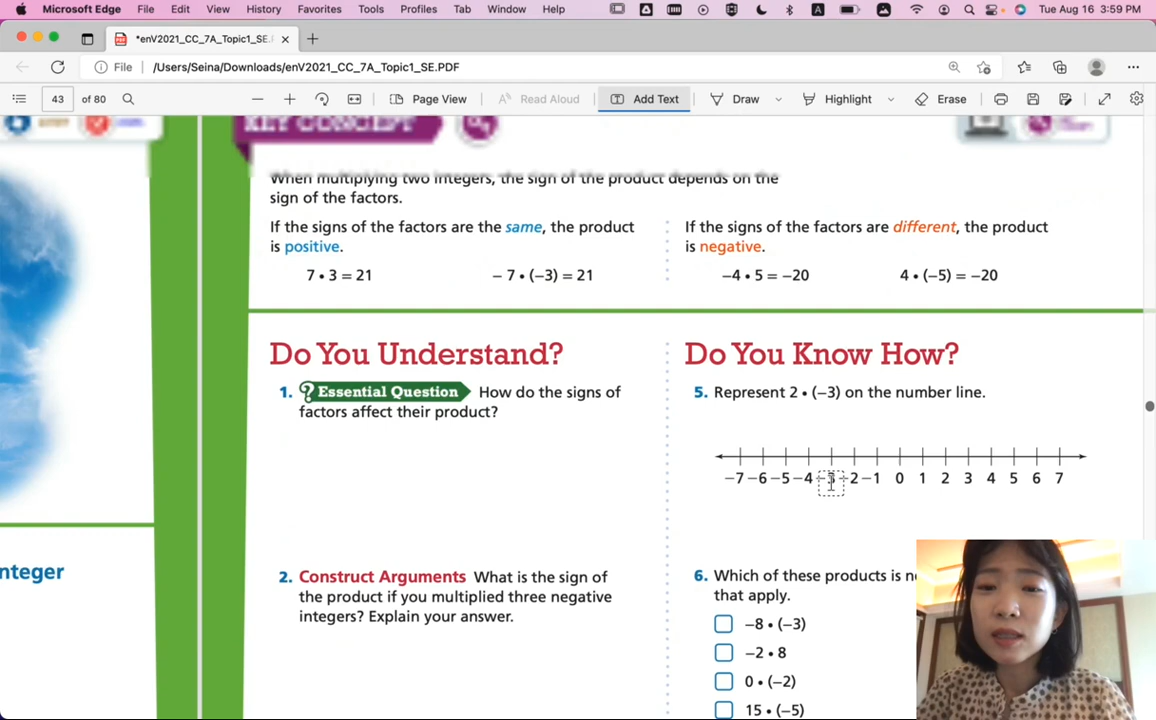 Microsoft Edge File Edit View History Favorites Tools Profiles Tab Window Help A Tue Aug 16 3:59 PM
*enV2021_CC_7A_Topic1_SE.
File /Users/Seina/Downloads/enV2021_CC_7A_Topic1_SE.PDF
43 of 80 Page View Read Aloud Add Text Draw Highlight Erase
KEY CONCEPT
When multiplying two integers, the sign of the product depends on the
sign of the factors.
If the signs of the factors are the same, the product
is positive.
7 • 3 = 21 − 7 • (−3) = 21
If the signs of the factors are different, the product
is negative.
−4 • 5 = −20 4 • (−5) = −20
Do You Understand?
1. ? Essential Question How do the signs of
factors affect their product?
2. Construct Arguments What is the sign of
the product if you multiplied three negative
integers? Explain your answer.
Do You Know How?
5. Represent 2 • (−3) on the number line.
−7 −6 −5 −4 −3 −2 −1 0 1 2 3 4 5 6 7
6. Which of these products is
that apply.
−8 • (−3)
−2 • 8
0 • (−2)
15 • (−5)
nteger